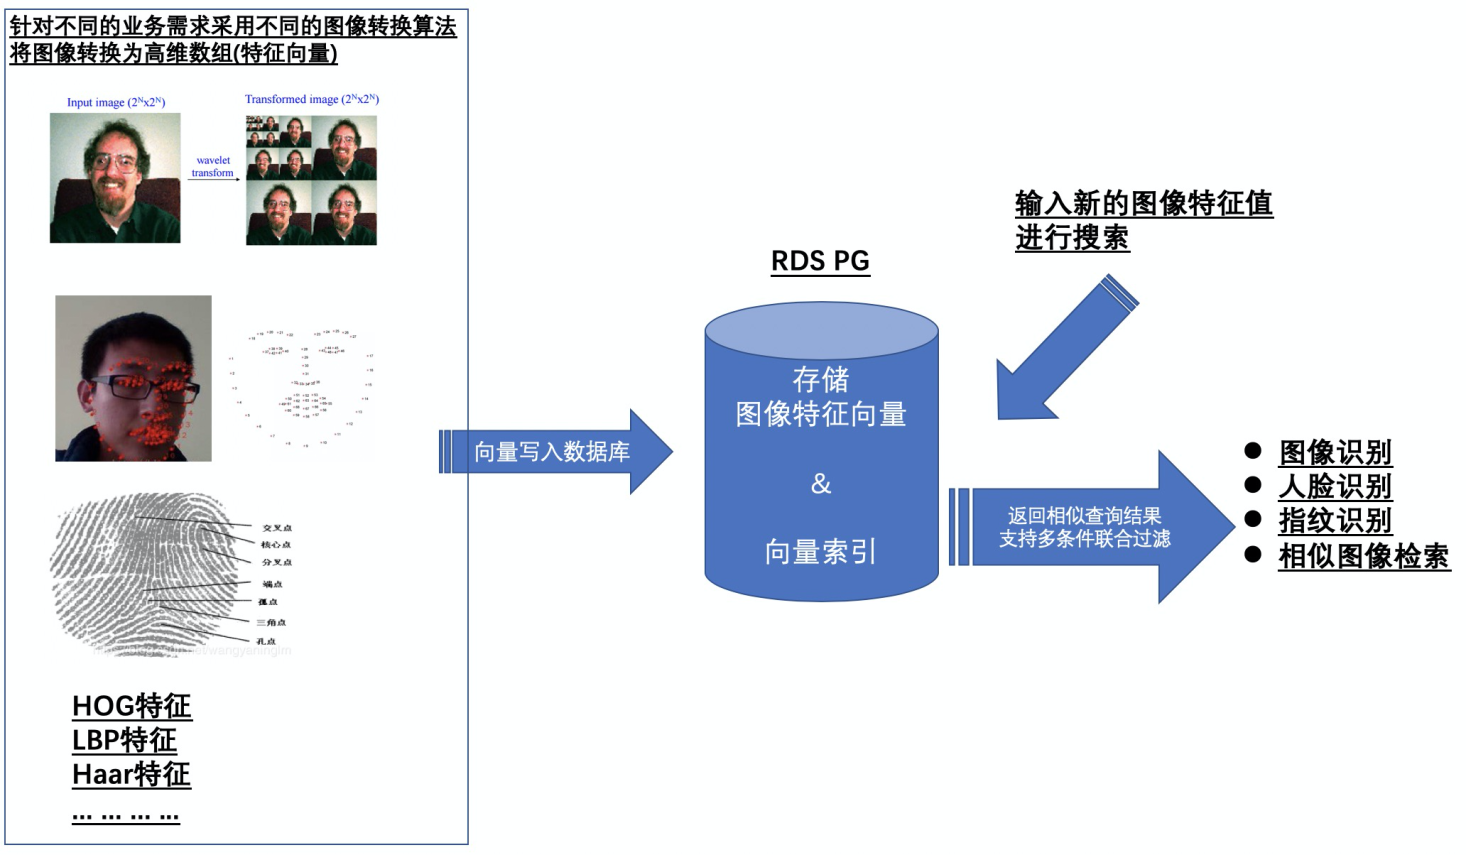 针对不同的业务需求采用不同的图像转换算法
将图像转换为高维数组(特征向量)
Input image (2ᴺx2ᴺ)
Transformed image (2ᴺx2ᴺ)
wavelet
transform
交叉点
核心点
分叉点
端点
孤点
三角点
孔点
HOG特征
LBP特征
Haar特征
... ... ... ...
向量写入数据库
RDS PG
存储
图像特征向量
&
向量索引
输入新的图像特征值
进行搜索
返回相似查询结果
支持多条件联合过滤
● 图像识别
● 人脸识别
● 指纹识别
● 相似图像检索